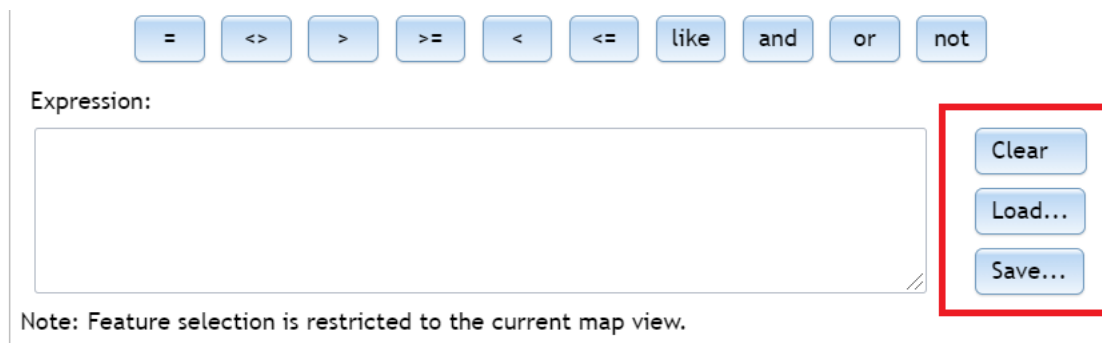 = <> > >= < <= like and or not
Expression:
Clear
Load...
Save...
Note: Feature selection is restricted to the current map view.